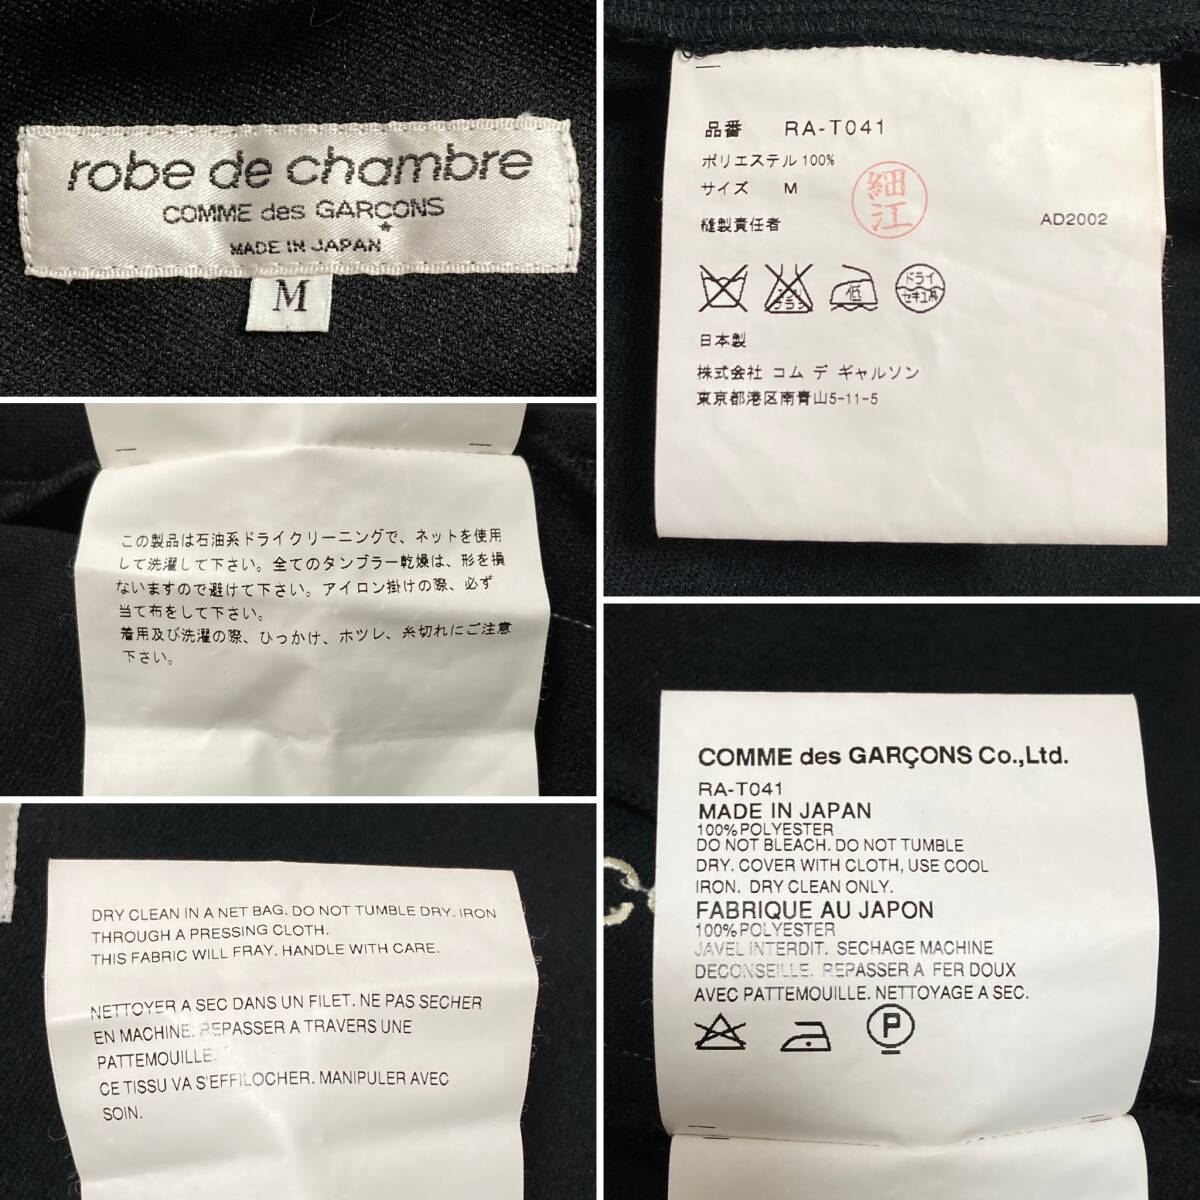 robe de chambre
COMME des GARÇONS
*
MADE IN JAPAN
M
品番 RA-T041
ポリエステル 100%
サイズ M
細江
縫製責任者
AD2002
エンソ
サラシ
低
ドライ
セキユ系
日本製
株式会社 コム デ ギャルソン
東京都港区南青山5-11-5
この製品は石油系ドライクリーニングで、ネットを使用
して洗濯して下さい。全てのタンブラー乾燥は、形を損
ないますので避けて下さい。アイロン掛けの際、必ず
当て布をして下さい。
着用及び洗濯の際、ひっかけ、ホツレ、糸切れにご注意
下さい。
COMME des GARÇONS Co.,Ltd.
RA-T041
MADE IN JAPAN
100%POLYESTER
DO NOT BLEACH. DO NOT TUMBLE
DRY. COVER WITH CLOTH, USE COOL
IRON. DRY CLEAN ONLY.
FABRIQUE AU JAPON
100%POLYESTER
JAVEL INTERDIT. SECHAGE MACHINE
DECONSEILLE. REPASSER A FER DOUX
AVEC PATTEMOUILLE. NETTOYAGE A SEC.
P
DRY CLEAN IN A NET BAG. DO NOT TUMBLE DRY. IRON
THROUGH A PRESSING CLOTH.
THIS FABRIC WILL FRAY. HANDLE WITH CARE.
NETTOYER A SEC DANS UN FILET. NE PAS SECHER
EN MACHINE. REPASSER A TRAVERS UNE
PATTEMOUILLE.
CE TISSU VA S'EFFILOCHER. MANIPULER AVEC
SOIN.